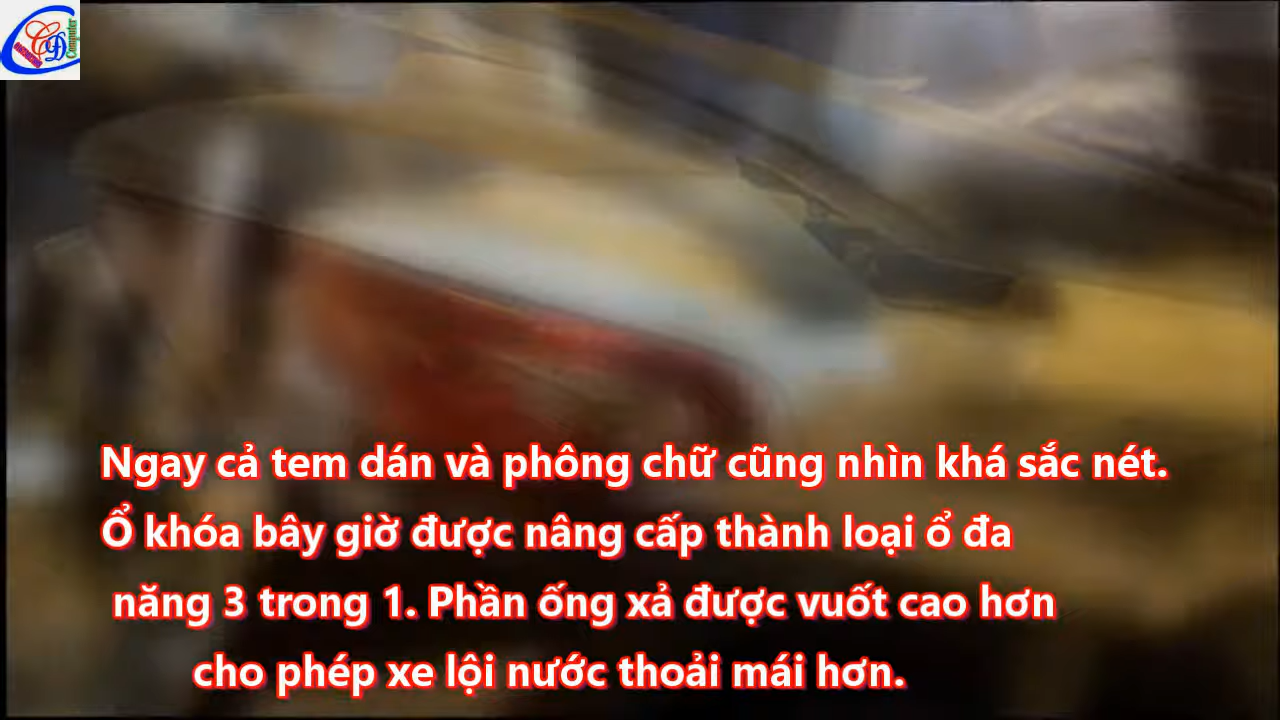 Computer
Ngay cả tem dán và phông chữ cũng nhìn khá sắc nét.
Ổ khóa bây giờ được nâng cấp thành loại ổ đa
năng 3 trong 1. Phần ống xả được vuốt cao hơn
cho phép xe lội nước thoải mái hơn.